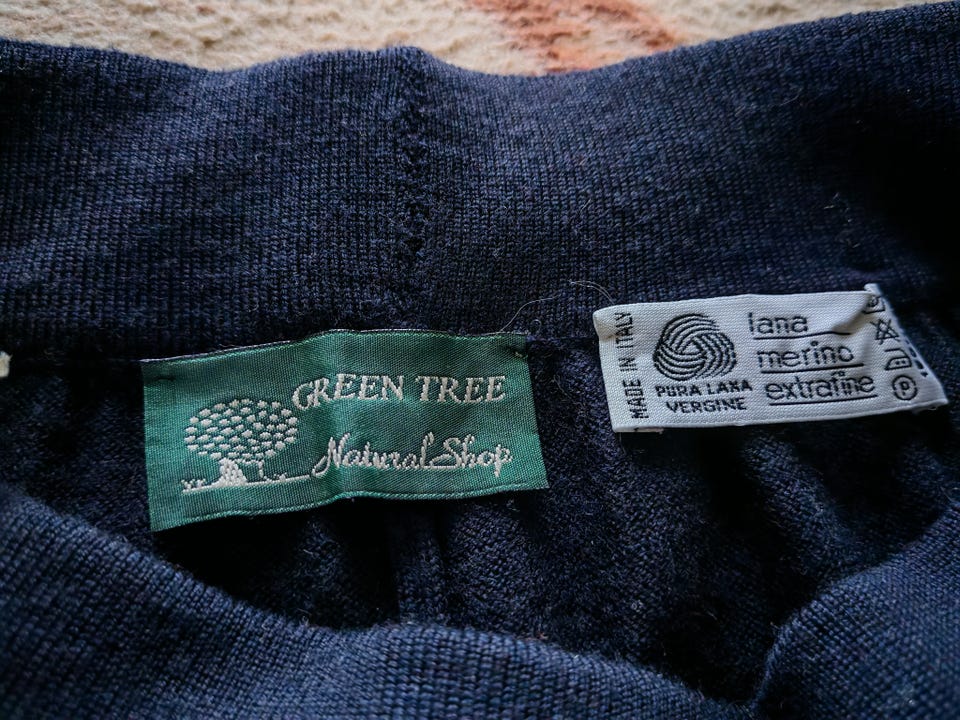 GREEN TREE
Natural Shop
MADE IN ITALY
PURA LANA
VERGINE
lana
merino
extrafine
P